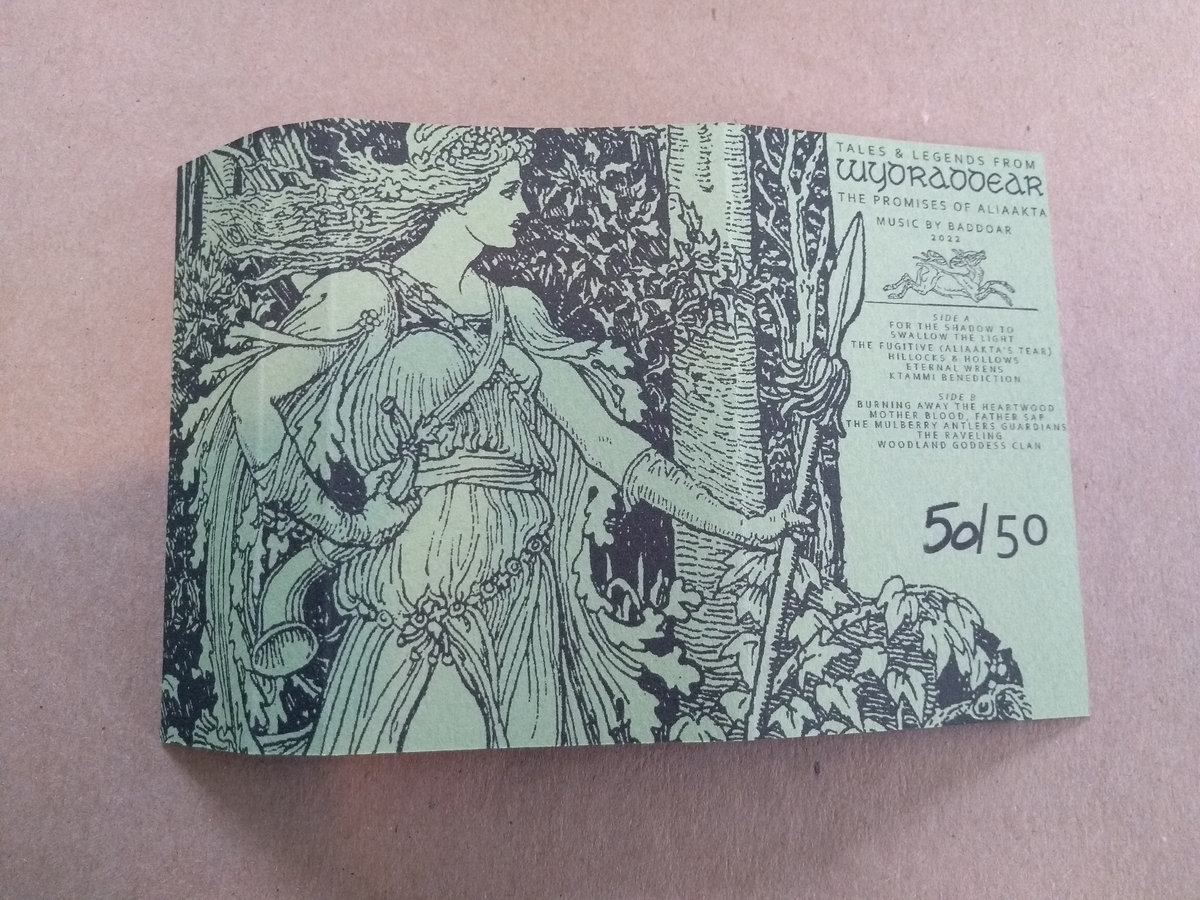 TALES & LEGENDS FROM
WYDRADDEAR
THE PROMISES OF ALIAAKTA
MUSIC BY BADDOAR
2022
SIDE A
FOR THE SHADOW TO
SWALLOW THE LIGHT
THE FUGITIVE (ALIAAKTA'S TEAR)
HILLOCKS & HOLLOWS
ETERNAL WRENS
KTAMMI BENEDICTION
SIDE B
BURNING AWAY THE HEARTWOOD
MOTHER BLOOD, FATHER SAP
THE MULBERRY ANTLERS GUARDIANS
THE RAVELING
WOODLAND GODDESS CLAN
50/50